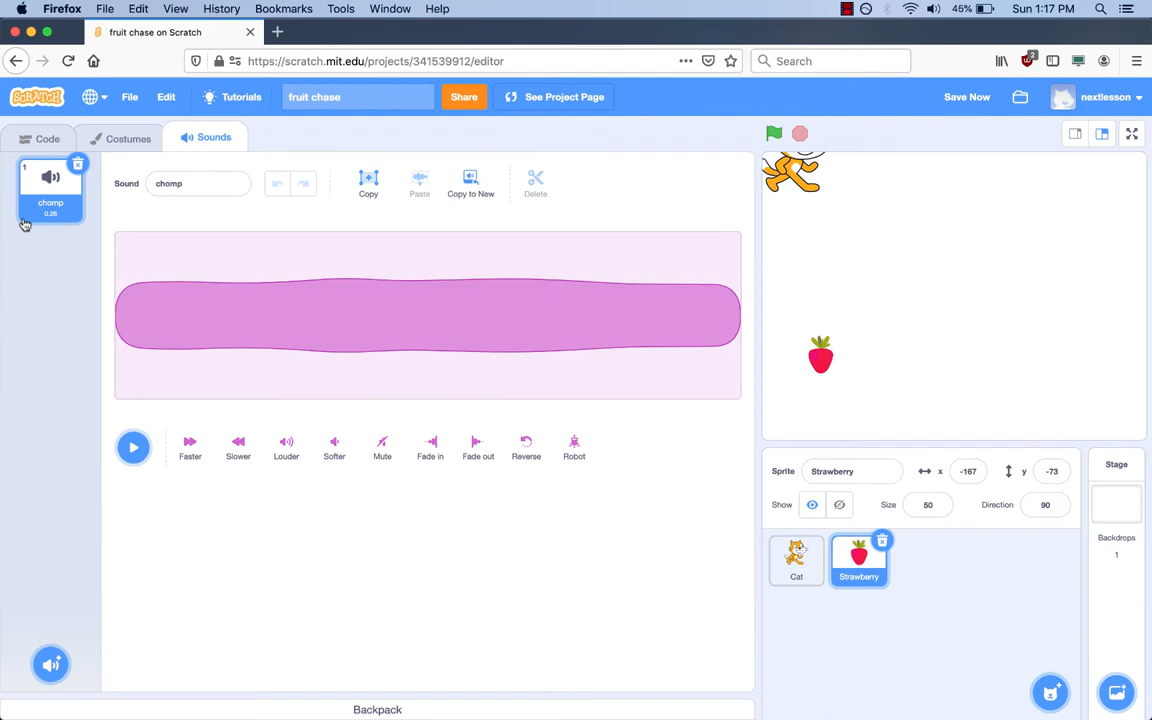 Firefox File Edit View History Bookmarks Tools Window Help 45% Sun 1:17 PM
fruit chase on Scratch
https://scratch.mit.edu/projects/341539912/editor Search 2
SCRATCH File Edit Tutorials fruit chase Share See Project Page Save Now nextlesson
Code Costumes Sounds
1
chomp
0.26
Sound chomp Copy Paste Copy to New Delete
Faster Slower Louder Softer Mute Fade in Fade out Reverse Robot
Sprite Strawberry x -167 y -73
Show Size 50 Direction 90
Cat Strawberry
Stage
Backdrops
1
Backpack